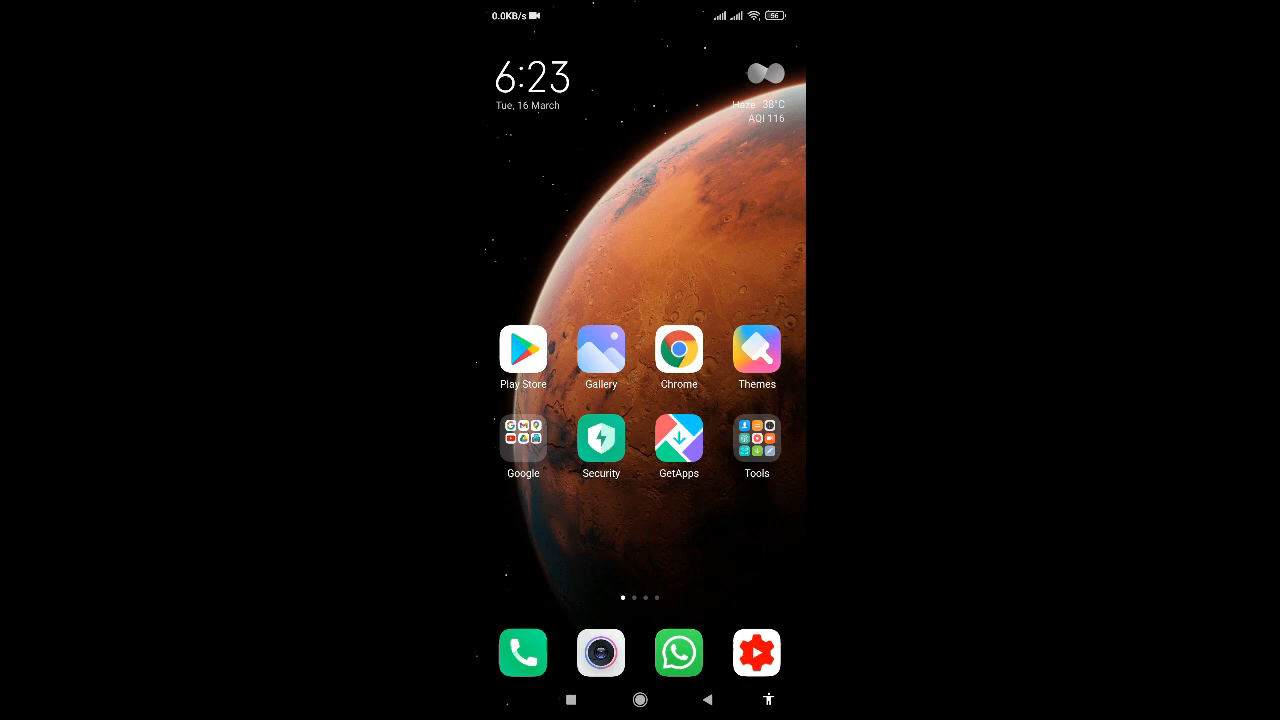 0.0KB/s
56
6:23
Tue, 16 March
Haze 38°C
AQI 116
Play Store
Gallery
Chrome
Themes
Google
Security
GetApps
Tools